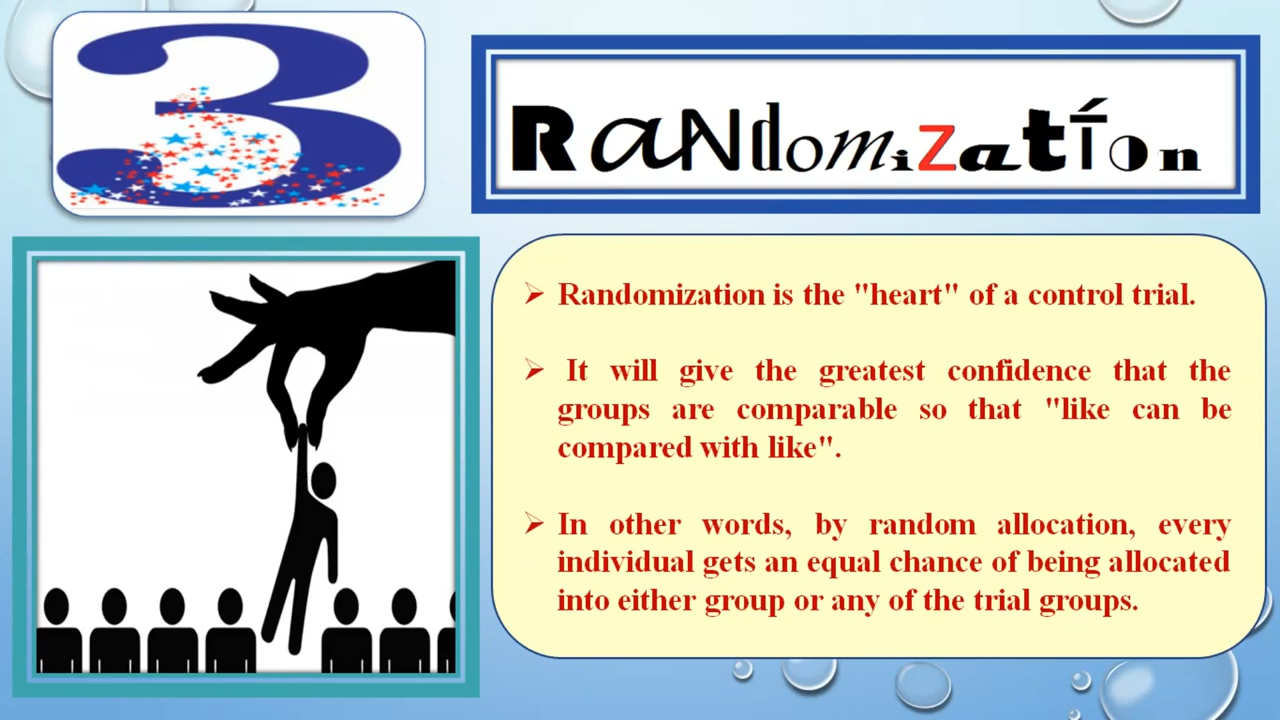 3
RaNdomizatíon
➢ Randomization is the "heart" of a control trial.
➢ It will give the greatest confidence that the
groups are comparable so that "like can be
compared with like".
➢ In other words, by random allocation, every
individual gets an equal chance of being allocated
into either group or any of the trial groups.